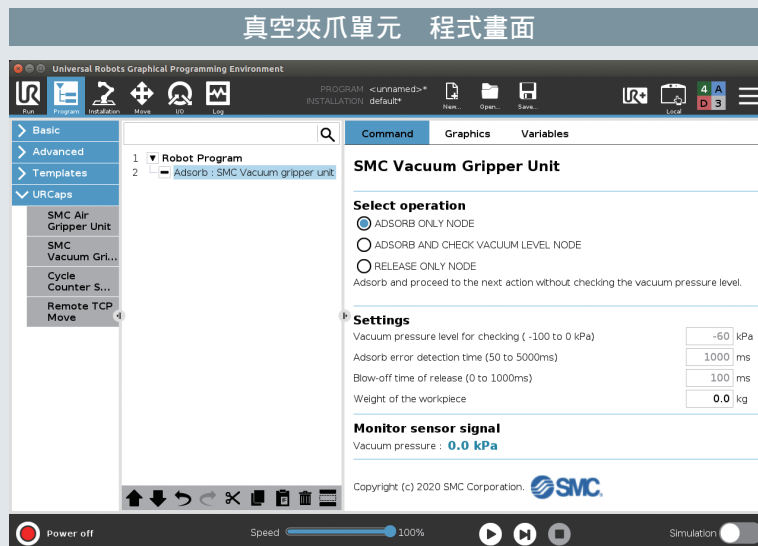 真空夾爪單元 程式畫面
Universal Robots Graphical Programming Environment
UR
Run
Program
Installation
Move
I/O
Log
PROGRAM <unnamed>*
INSTALLATION default*
New...
Open...
Save...
UR+
Local
4 A
D 3
Basic
Advanced
Templates
URCaps
SMC Air
Gripper Unit
SMC
Vacuum Gri...
Cycle
Counter S...
Remote TCP
Move
1 Robot Program
2 Adsorb : SMC Vacuum gripper unit
Command Graphics Variables
SMC Vacuum Gripper Unit
Select operation
ADSORB ONLY NODE
ADSORB AND CHECK VACUUM LEVEL NODE
RELEASE ONLY NODE
Adsorb and proceed to the next action without checking the vacuum pressure level.
Settings
Vacuum pressure level for checking ( -100 to 0 kPa) -60 kPa
Adsorb error detection time (50 to 5000ms) 1000 ms
Blow-off time of release (0 to 1000ms) 100 ms
Weight of the workpiece 0.0 kg
Monitor sensor signal
Vacuum pressure : 0.0 kPa
Copyright (c) 2020 SMC Corporation. SMC.
Power off
Speed 100%
Simulation